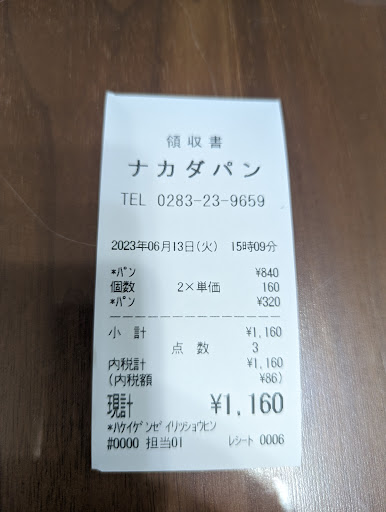 領収書
ナカダパン
TEL 0283-23-9659
2023年06月13日(火) 15時09分
*パン ¥840
個数 2×単価 160
*パン ¥320
小計 ¥1,160
点数 3
内税計 ¥1,160
(内税額 ¥86)
現計 ¥1,160
*ハケイゲンゼイリッショウヒン
#0000 担当01 レシート 0006